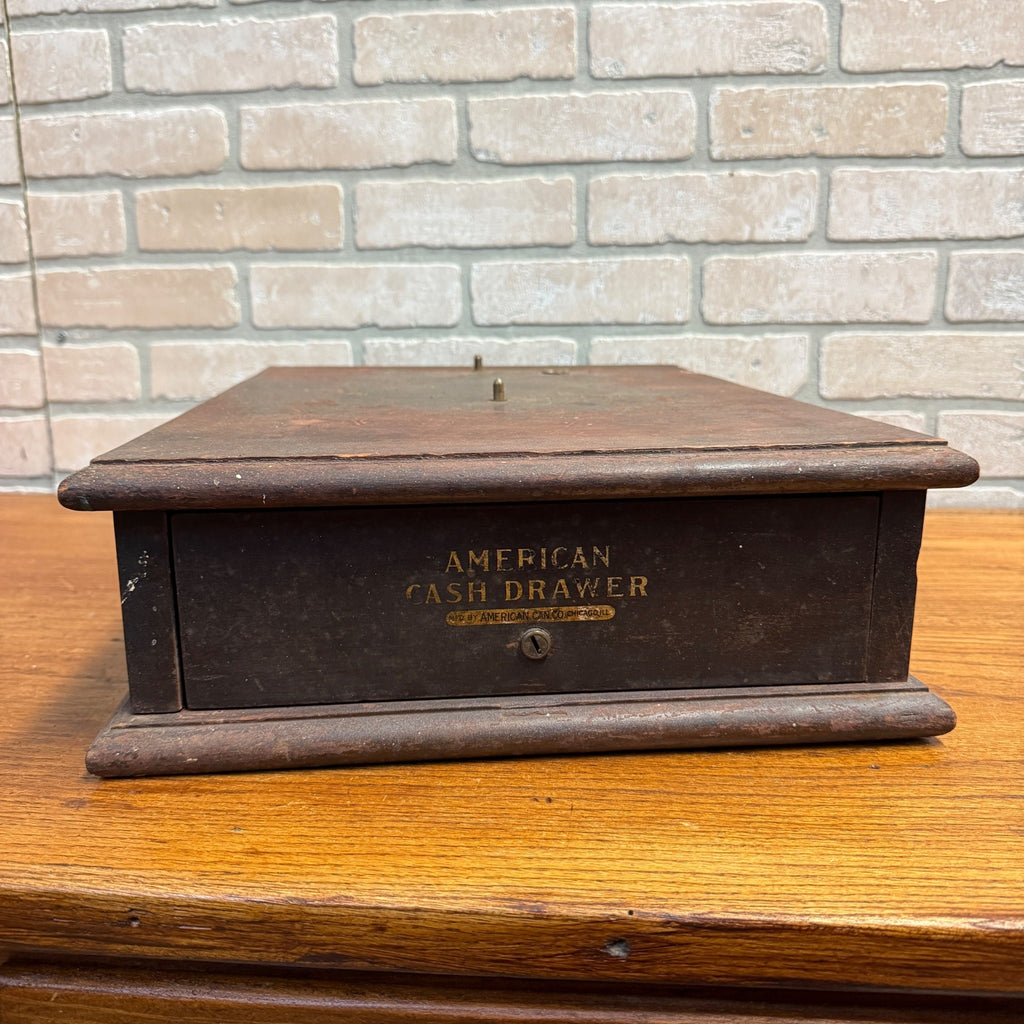 AMERICAN
CASH DRAWER
MFD. BY AMERICAN CAN CO. CHICAGO, ILL.